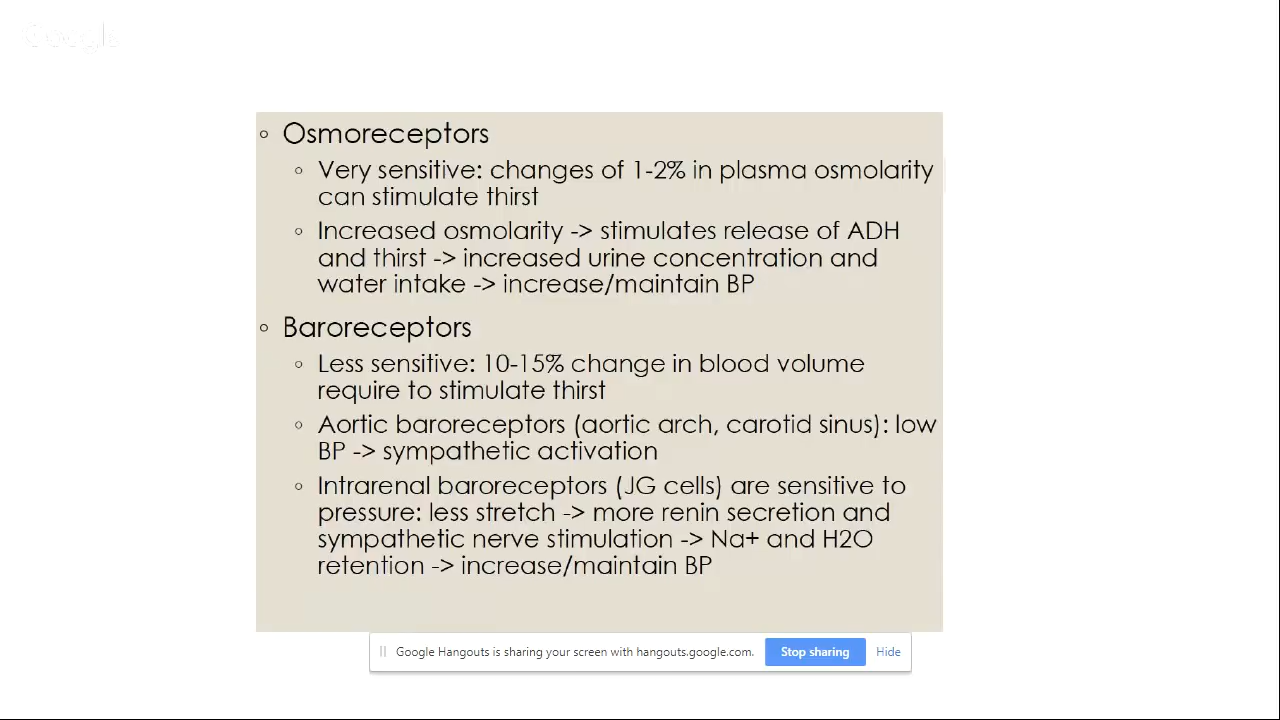 Google
◦ Osmoreceptors
◦ Very sensitive: changes of 1-2% in plasma osmolarity
can stimulate thirst
◦ Increased osmolarity -> stimulates release of ADH
and thirst -> increased urine concentration and
water intake -> increase/maintain BP
◦ Baroreceptors
◦ Less sensitive: 10-15% change in blood volume
require to stimulate thirst
◦ Aortic baroreceptors (aortic arch, carotid sinus): low
BP -> sympathetic activation
◦ Intrarenal baroreceptors (JG cells) are sensitive to
pressure: less stretch -> more renin secretion and
sympathetic nerve stimulation -> Na+ and H2O
retention -> increase/maintain BP
Google Hangouts is sharing your screen with hangouts.google.com. Stop sharing Hide